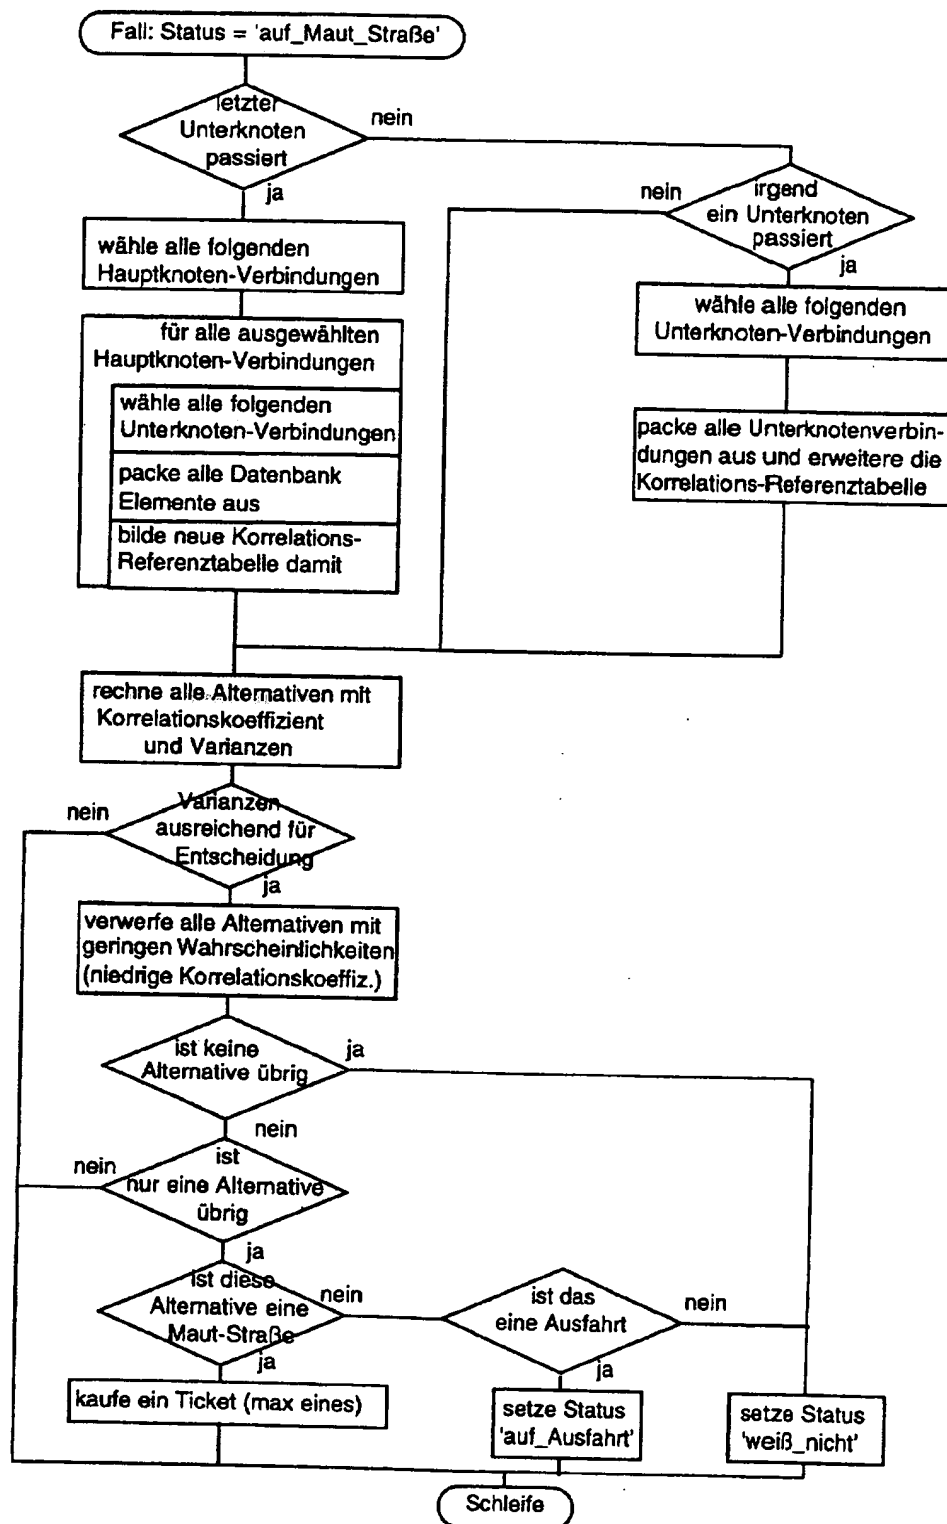 Fall: Status = 'auf_Maut_Straße'
letzter
Unterknoten
passiert
nein
ja
nein
irgend
ein Unterknoten
passiert
ja
wähle alle folgenden
Hauptknoten-Verbindungen
wähle alle folgenden
Unterknoten-Verbindungen
für alle ausgewählten
Hauptknoten-Verbindungen
wähle alle folgenden
Unterknoten-Verbindungen
packe alle Datenbank
Elemente aus
bilde neue Korrelations-
Referenztabelle damit
packe alle Unterknotenverbin-
dungen aus und erweitere die
Korrelations-Referenztabelle
rechne alle Alternativen mit
Korrelationskoeffizient
und Varianzen
nein
Varianzen
ausreichend für
Entscheidung
ja
verwerfe alle Alternativen mit
geringen Wahrscheinlichkeiten
(niedrige Korrelationskoeffiz.)
ist keine
Alternative übrig
ja
nein
nein
ist
nur eine Alternative
übrig
ja
ist diese
Alternative eine
Maut-Straße
nein
ja
ist das
eine Ausfahrt
nein
ja
kaufe ein Ticket (max eines)
setze Status
'auf_Ausfahrt'
setze Status
'weiß_nicht'
Schleife